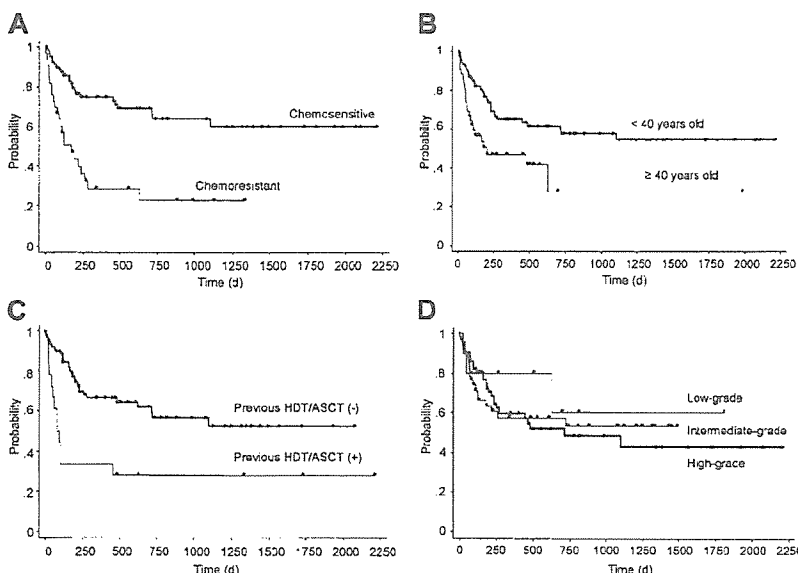 A
1
.8
.6
.4
.2
0
Probability
Chemosensitive
Chemoresistant
0 250 500 750 1000 1250 1500 1750 2000 2250
Time (d)
B
1
.8
.6
.4
.2
0
Probability
< 40 years old
≥ 40 years old
0 250 500 750 1000 1250 1500 1750 2000 2250
Time (d)
C
1
.8
.6
.4
.2
0
Probability
Previous HDT/ASCT (-)
Previous HDT/ASCT (+)
0 250 500 750 1000 1250 1500 1750 2000 2250
Time (d)
D
1
.8
.6
.4
.2
0
Probability
Low-grade
Intermediate-grade
High-grace
0 250 500 750 1000 1250 1500 1750 2000 2250
Time (d)